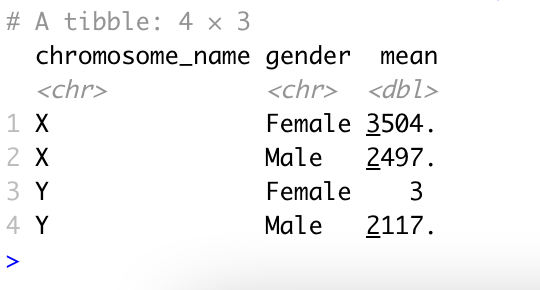 # A tibble: 4 × 3
chromosome_name gender mean
<chr> <chr> <dbl>
1 X Female 3504.
2 X Male 2497.
3 Y Female 3
4 Y Male 2117.
>